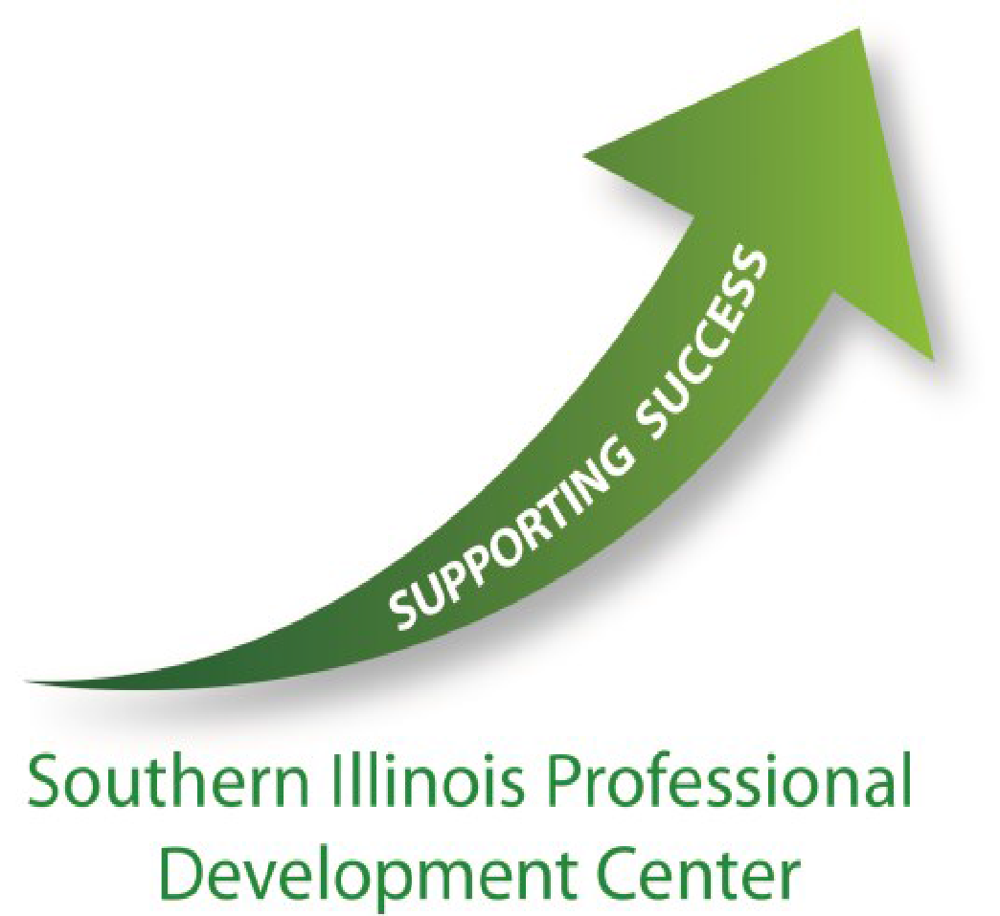 SUPPORTING SUCCESS
Southern Illinois Professional
Development Center